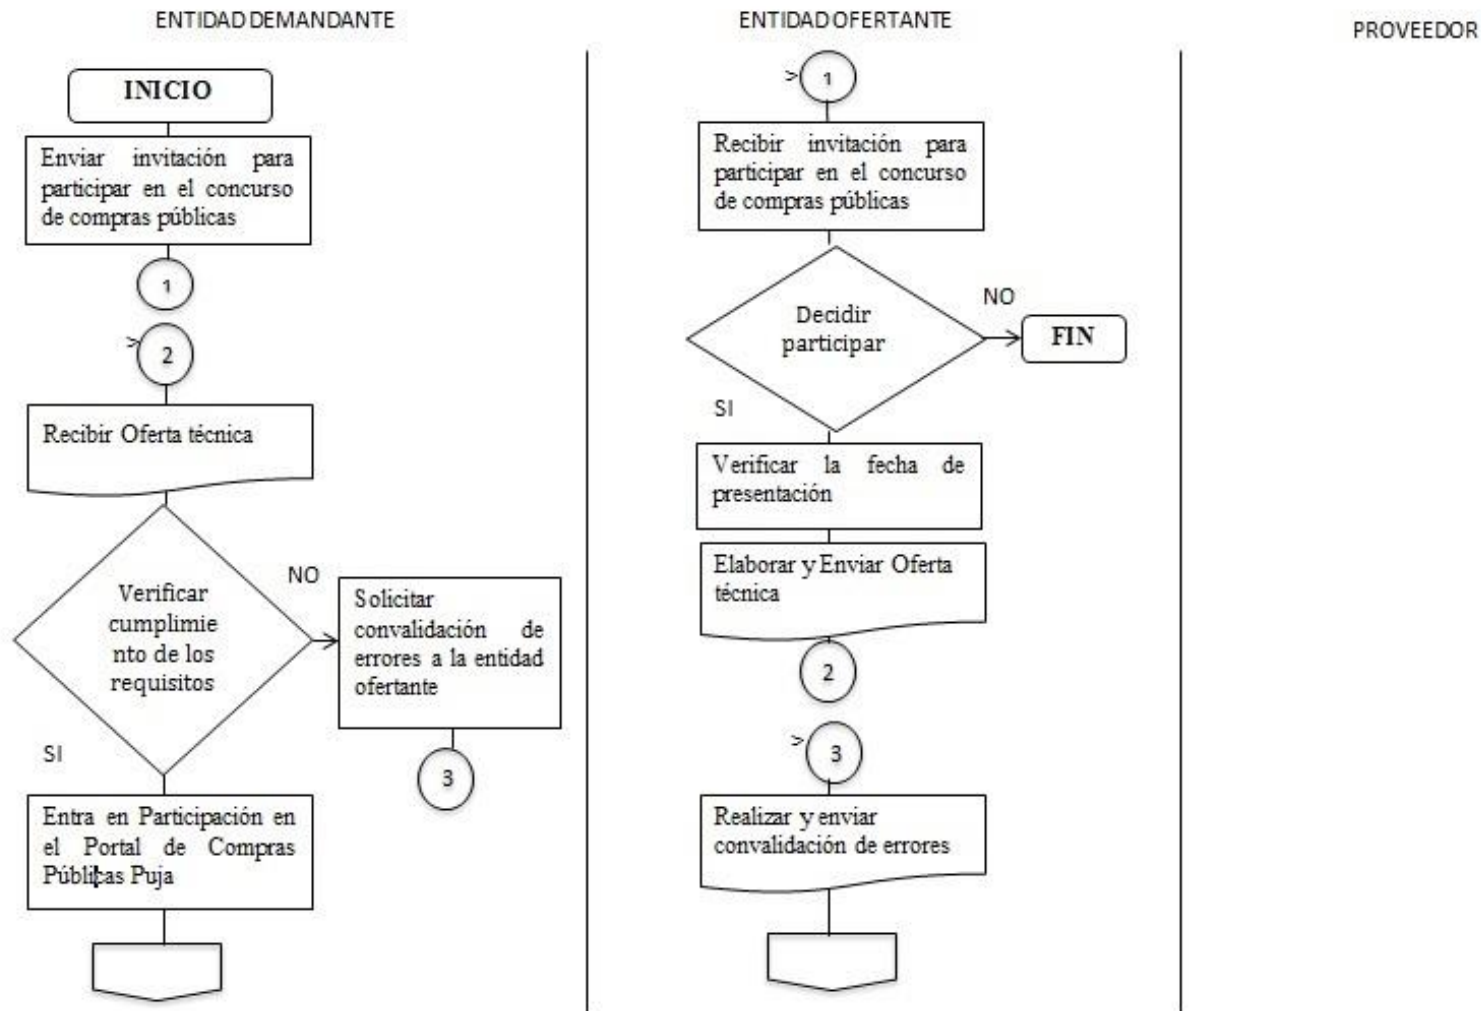 ENTIDAD DEMANDANTE
INICIO
Enviar invitación para
participar en el concurso
de compras públicas
1
>
2
Recibir Oferta técnica
Verificar
cumplimie
nto de los
requisitos
NO
Solicitar
convalidación de
errores a la entidad
ofertante
3
SI
Entra en Participación en
el Portal de Compras
Públicas Puja
ENTIDAD OFERTANTE
>
1
Recibir invitación para
participar en el concurso
de compras públicas
Decidir
participar
NO
FIN
SI
Verificar la fecha de
presentación
Elaborar y Enviar Oferta
técnica
2
>
3
Realizar y enviar
convalidación de errores
PROVEEDOR